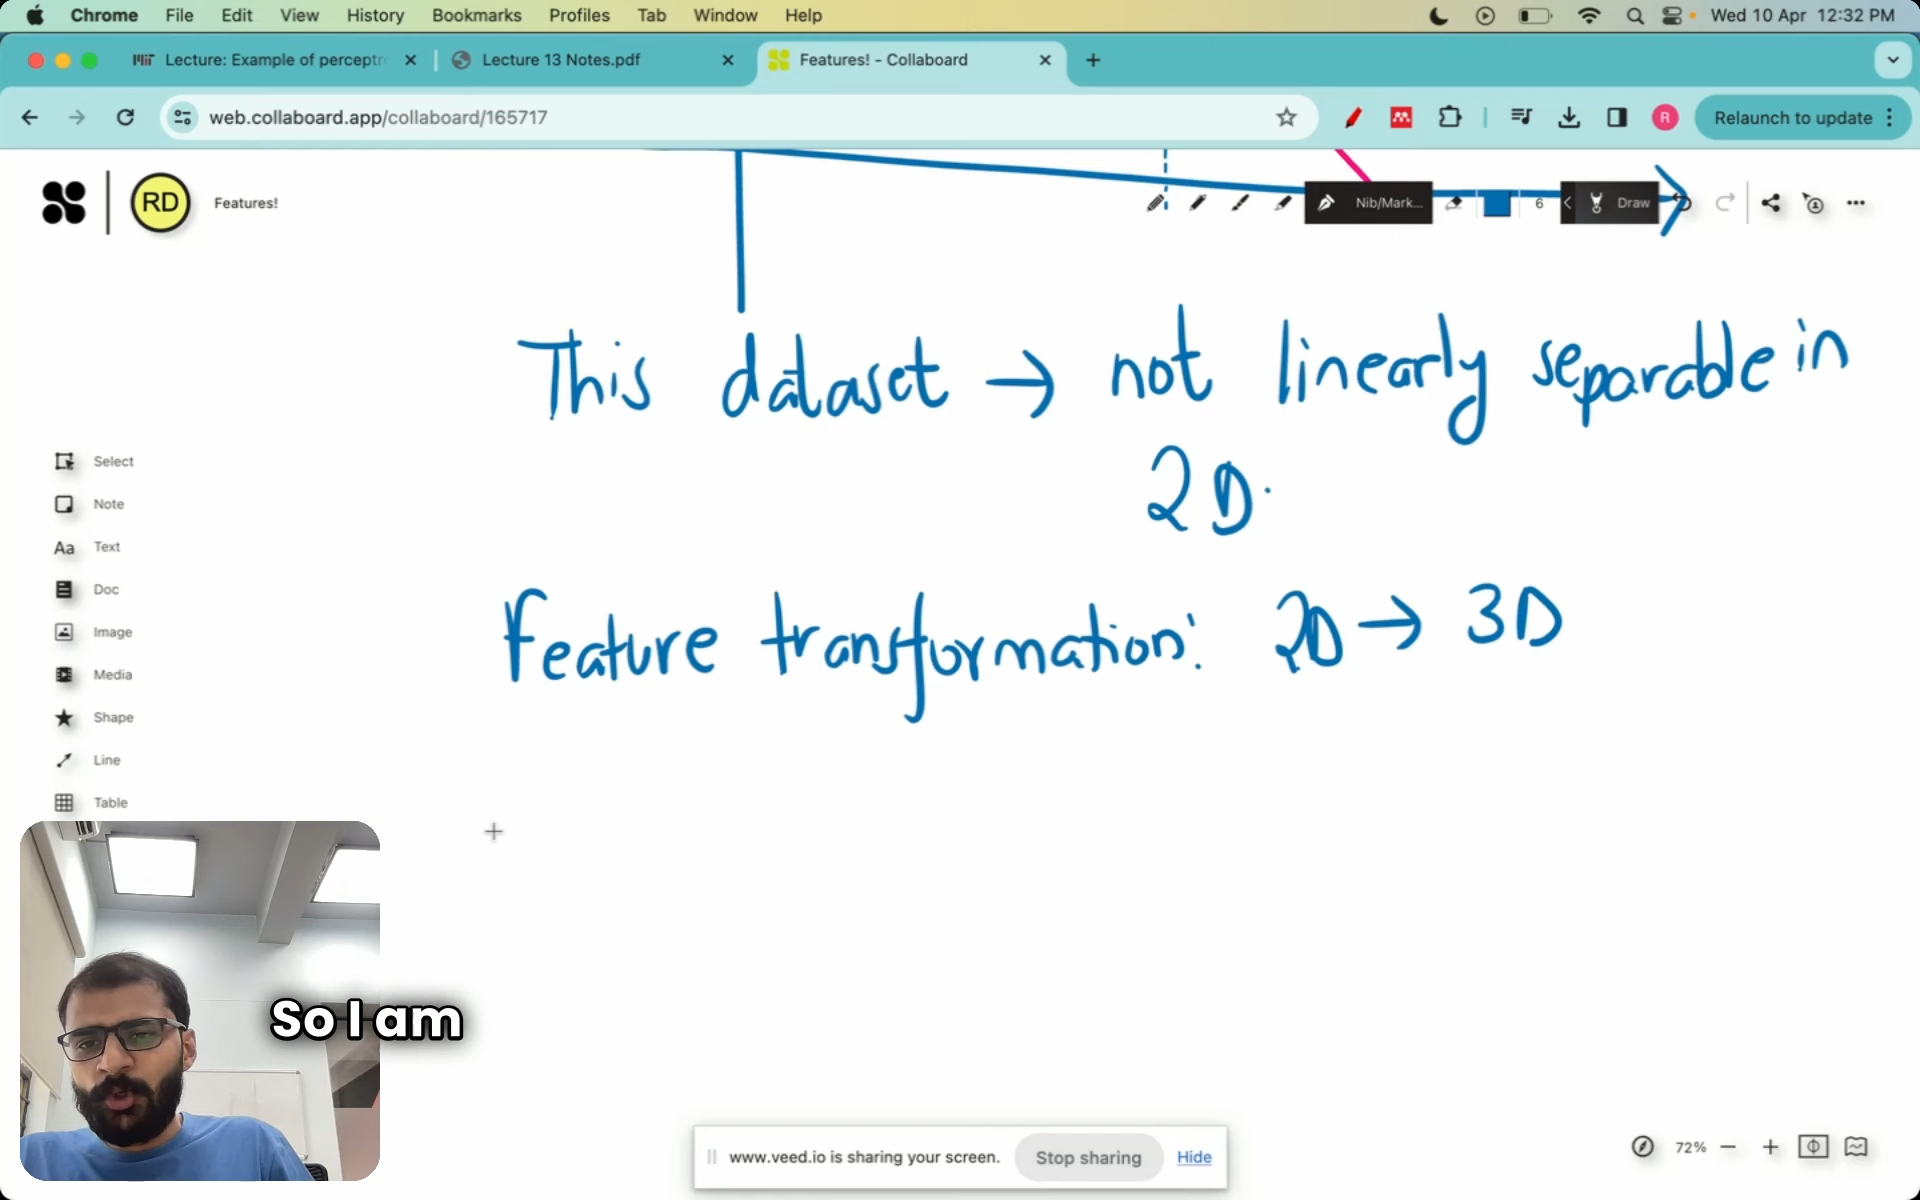 Chrome File Edit View History Bookmarks Profiles Tab Window Help Wed 10 Apr 12:32 PM
Lecture: Example of perceptr Lecture 13 Notes.pdf Features! - Collaboard
web.collaboard.app/collaboard/165717 R Relaunch to update
RD Features! Nib/Mark... 6 Draw
This dataset → not linearly separable in
2D.
Select
Note
Aa Text
Doc
Feature transformation: 2D → 3D
Image
Media
Shape
Line
Table
So I am
www.veed.io is sharing your screen. Stop sharing Hide
72%